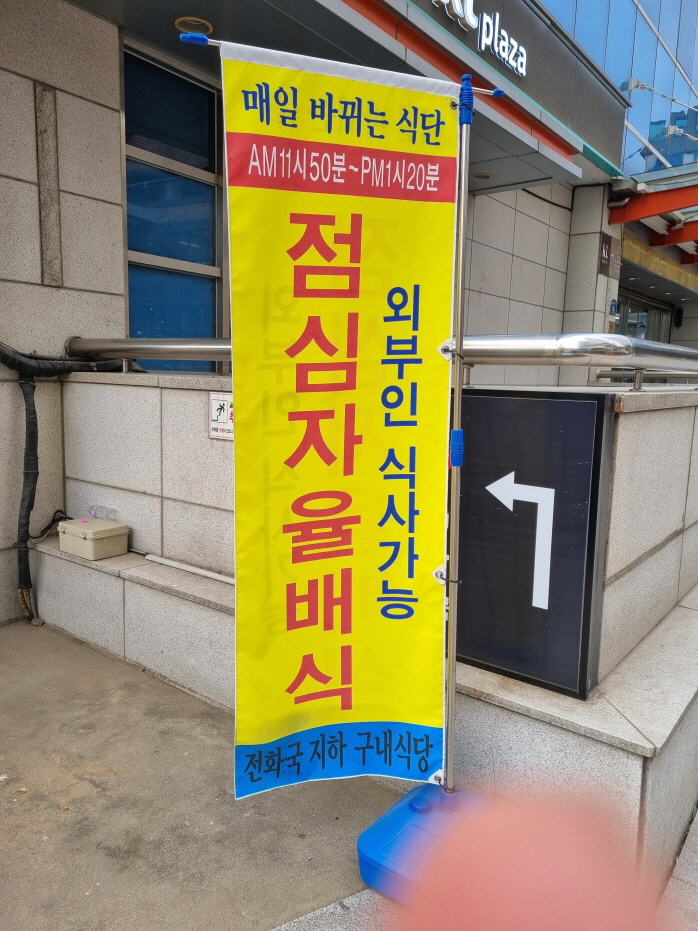 plaza
매일 바뀌는 식단
AM11시50분~PM1시20분
점심자율배식
외부인 식사가능
전화국 지하 구내식당